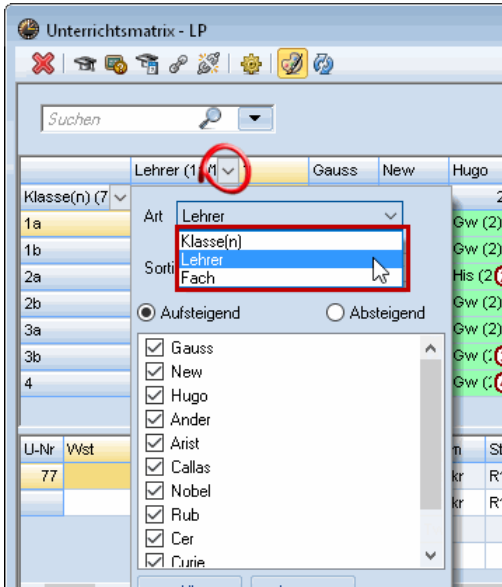 Unterrichtsmatrix - LP
Suchen
Lehrer (1 Gauss New Hugo
Klasse(n) (7
1a Gw (2)
1b Gw (2)
2a His (2
2b Gw (2)
3a Gw (2)
3b Gw (
4 Gw (
Art Lehrer
Klasse(n)
Lehrer
Fach
Sorti
Aufsteigend Absteigend
Gauss
New
Hugo
Ander
Arist
Callas
Nobel
Rub
Cer
Curie
U-Nr Wst
77